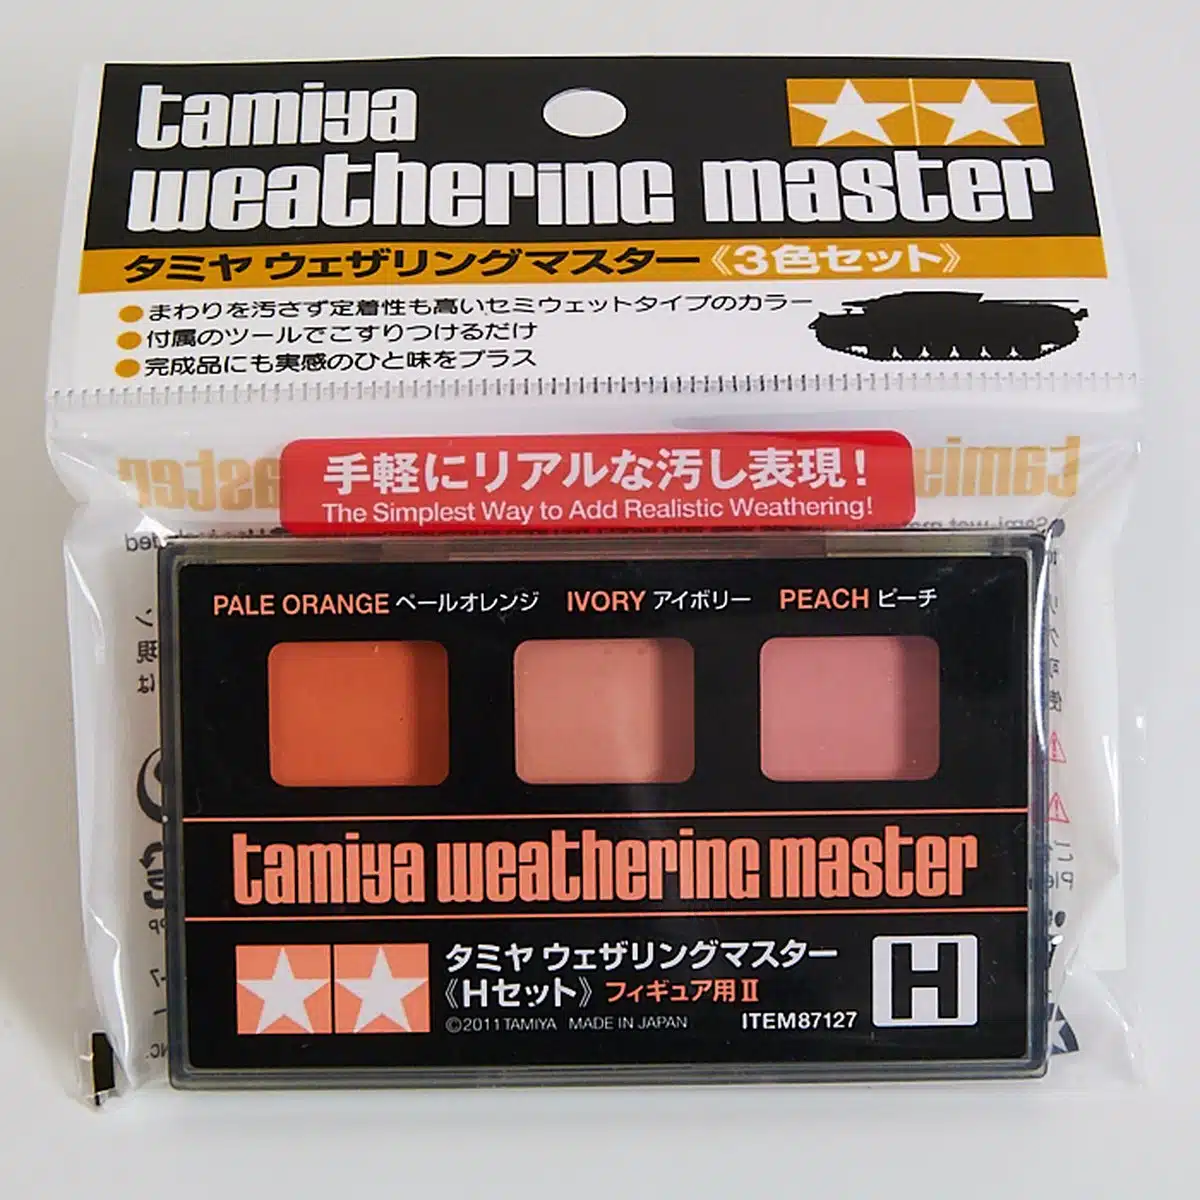 tamiya
weathering master
タミヤ ウェザリングマスター《3色セット》
●まわりを汚さず定着性も高いセミウェットタイプのカラー
●付属のツールでこすりつけるだけ
●完成品にも実感のひと味をプラス
手軽にリアルな汚し表現！
The Simplest Way to Add Realistic Weathering!
PALE ORANGE ペールオレンジ IVORY アイボリー PEACH ピーチ
tamiya weathering master
タミヤ ウェザリングマスター
《Hセット》フィギュア用Ⅱ
©2011 TAMIYA MADE IN JAPAN ITEM87127
H